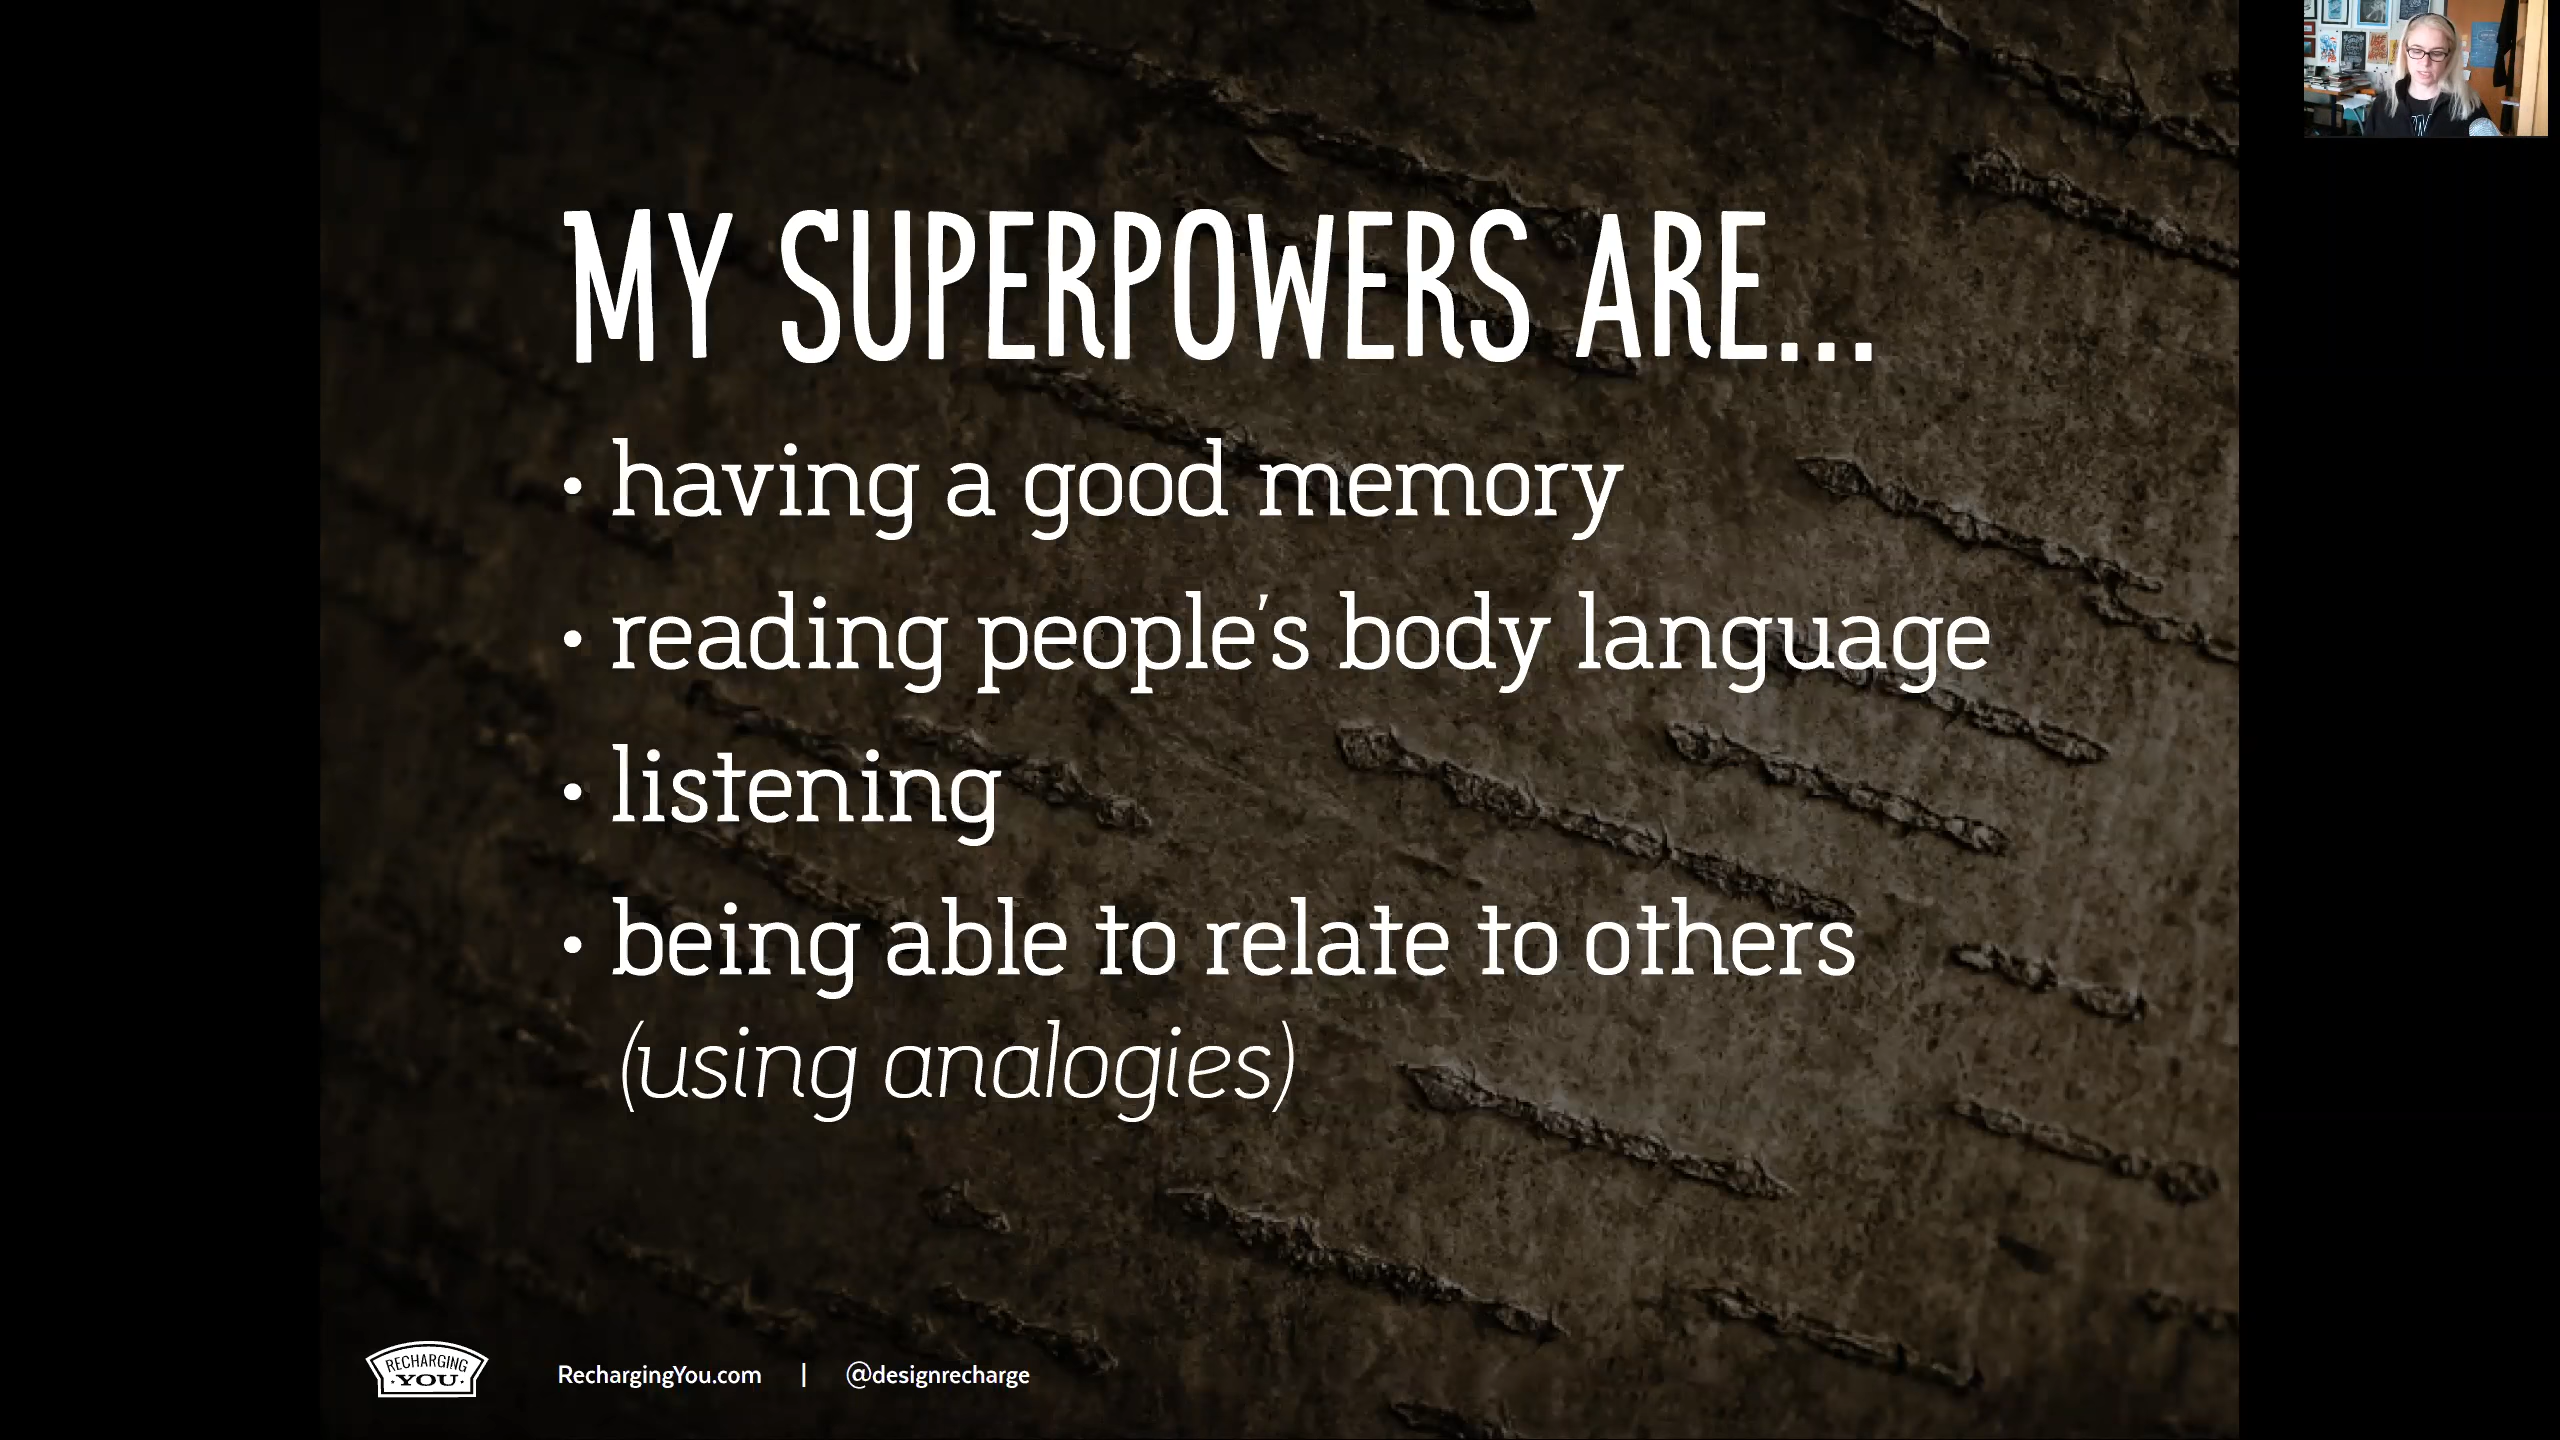 MY SUPERPOWERS ARE...
• having a good memory
• reading people's body language
• listening
• being able to relate to others
(using analogies)
RECHARGING
·YOU·
RechargingYou.com | @designrecharge